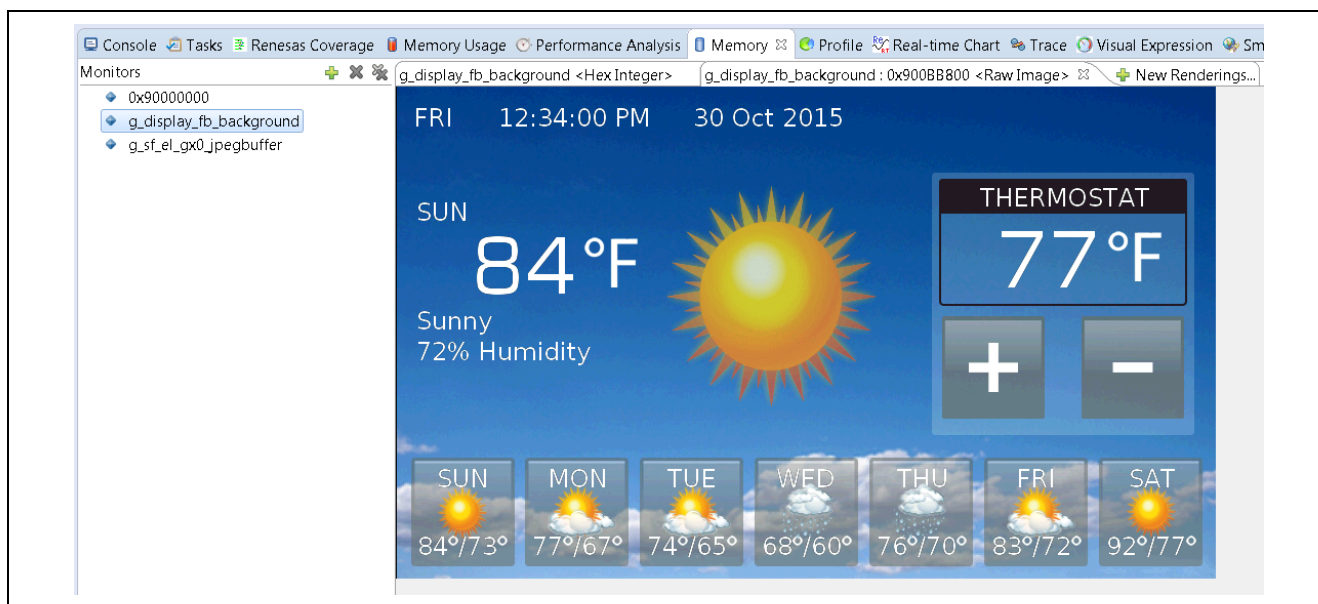 Console Tasks Renesas Coverage Memory Usage Performance Analysis Memory Profile Real-time Chart Trace Visual Expression Sm
Monitors
g_display_fb_background <Hex Integer> g_display_fb_background : 0x900BB800 <Raw Image> New Renderings...
0x90000000
g_display_fb_background
g_sf_el_gx0_jpegbuffer
FRI 12:34:00 PM 30 Oct 2015
SUN
84°F
Sunny
72% Humidity
THERMOSTAT
77°F
+ −
SUN MON TUE WED THU FRI SAT
84°/73° 77°/67° 74°/65° 68°/60° 76°/70° 83°/72° 92°/77°